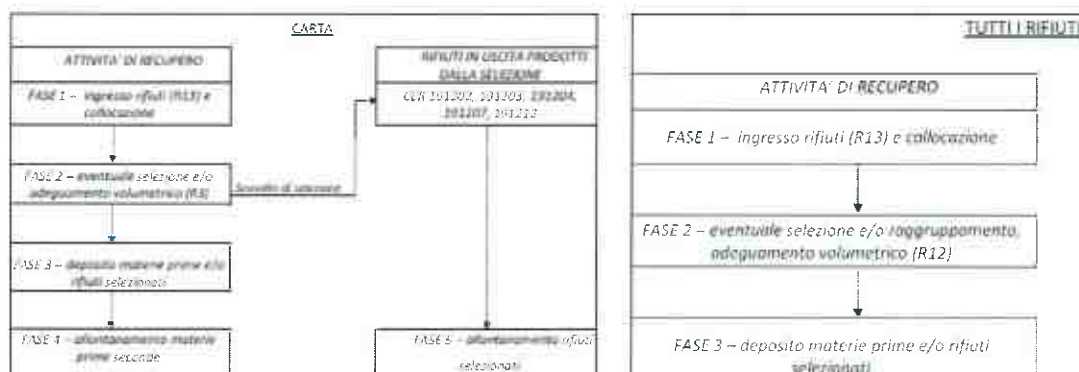 CARTA
ATTIVITA' DI RECUPERO
FASE 1 – ingresso rifiuti (R13) e
collocazione
FASE 2 – eventuale selezione e/o
adeguamento volumetrico (R3)
Sovvallo di selezione
FASE 3 – deposito materie prime e/o
rifiuti selezionati
FASE 4 – allontanamento materie
prime seconde
RIFIUTI IN USCITA PRODOTTI
DALLA SELEZIONE
CER 191202, 191203, 191204,
191207, 191212
FASE 5 – allontanamento rifiuti
selezionati
TUTTI I RIFIUTI
ATTIVITA' DI RECUPERO
FASE 1 – ingresso rifiuti (R13) e collocazione
FASE 2 – eventuale selezione e/o raggruppamento,
adeguamento volumetrico (R12)
FASE 3 – deposito materie prime e/o rifiuti
selezionati